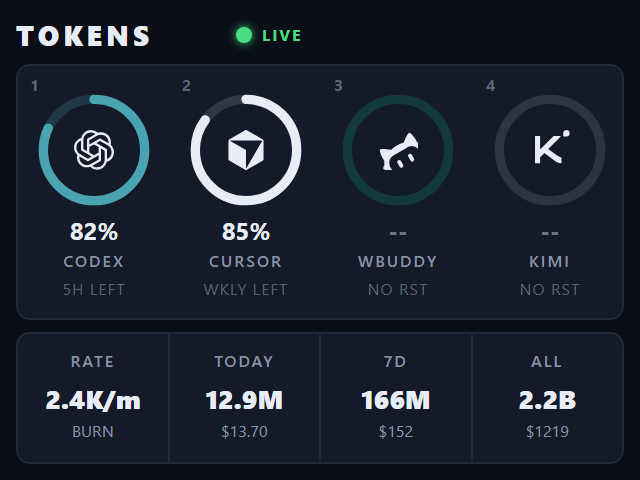 TOKENS
LIVE
1 2 3 4
82% 85% -- --
CODEX CURSOR WBUDDY KIMI
5H LEFT WKLY LEFT NO RST NO RST
RATE TODAY 7D ALL
2.4K/m 12.9M 166M 2.2B
BURN $13.70 $152 $1219